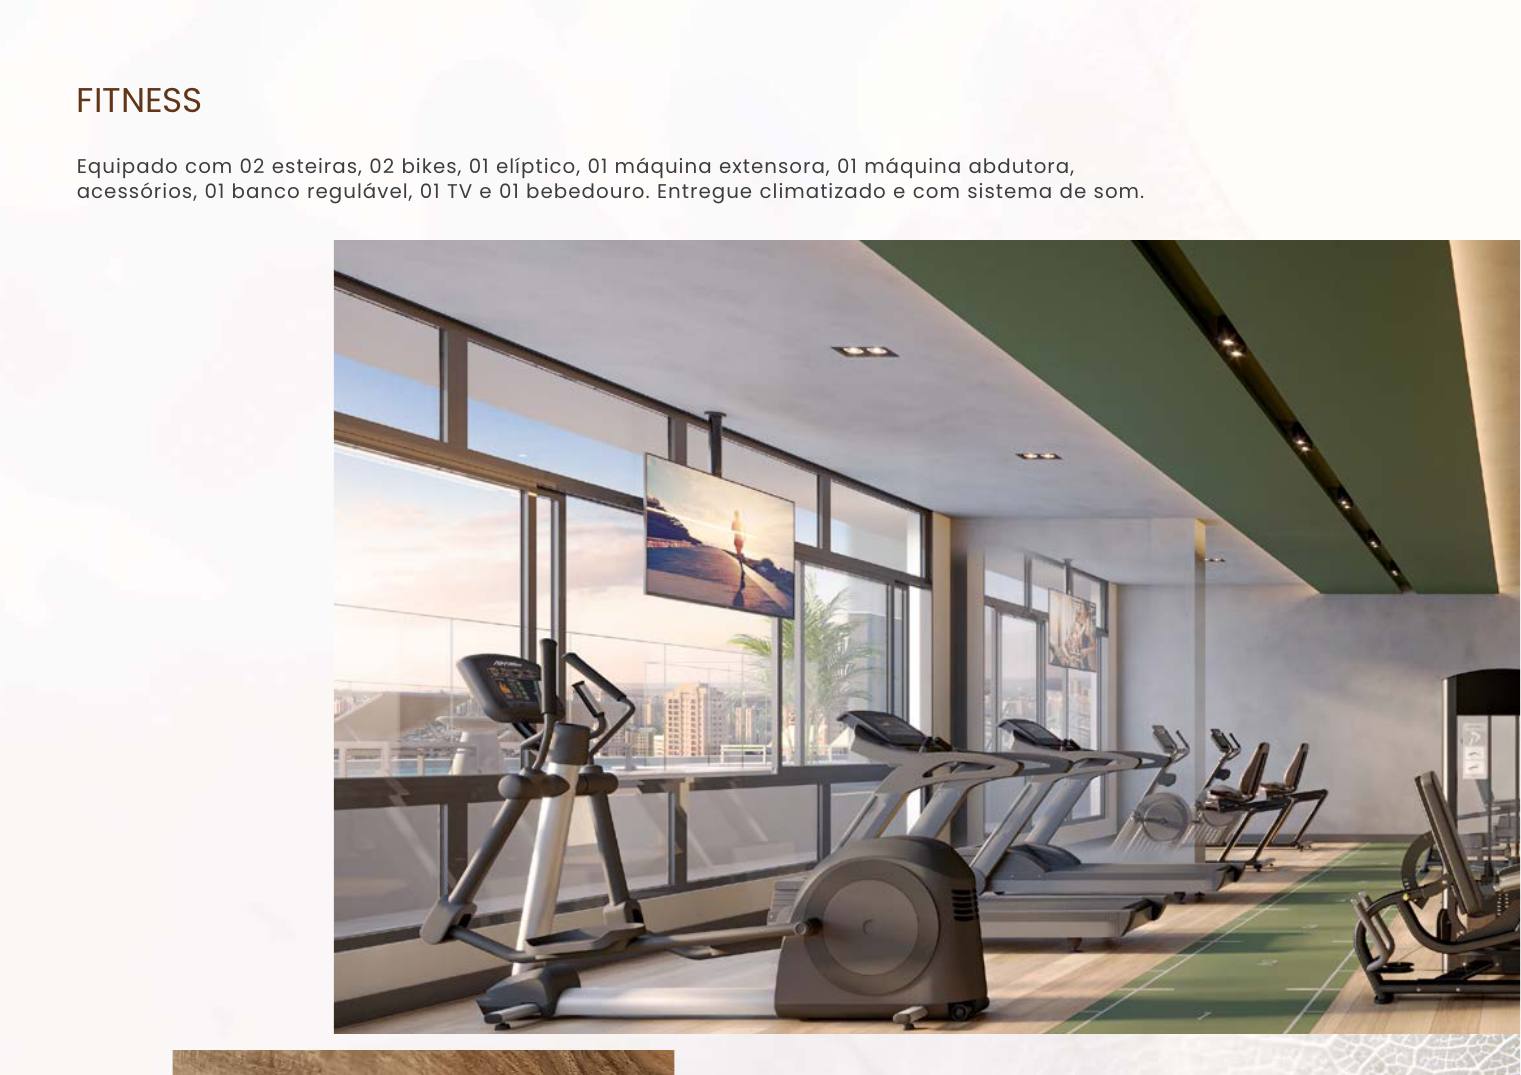 FITNESS
Equipado com 02 esteiras, 02 bikes, 01 elíptico, 01 máquina extensora, 01 máquina abdutora,
acessórios, 01 banco regulável, 01 TV e 01 bebedouro. Entregue climatizado e com sistema de som.